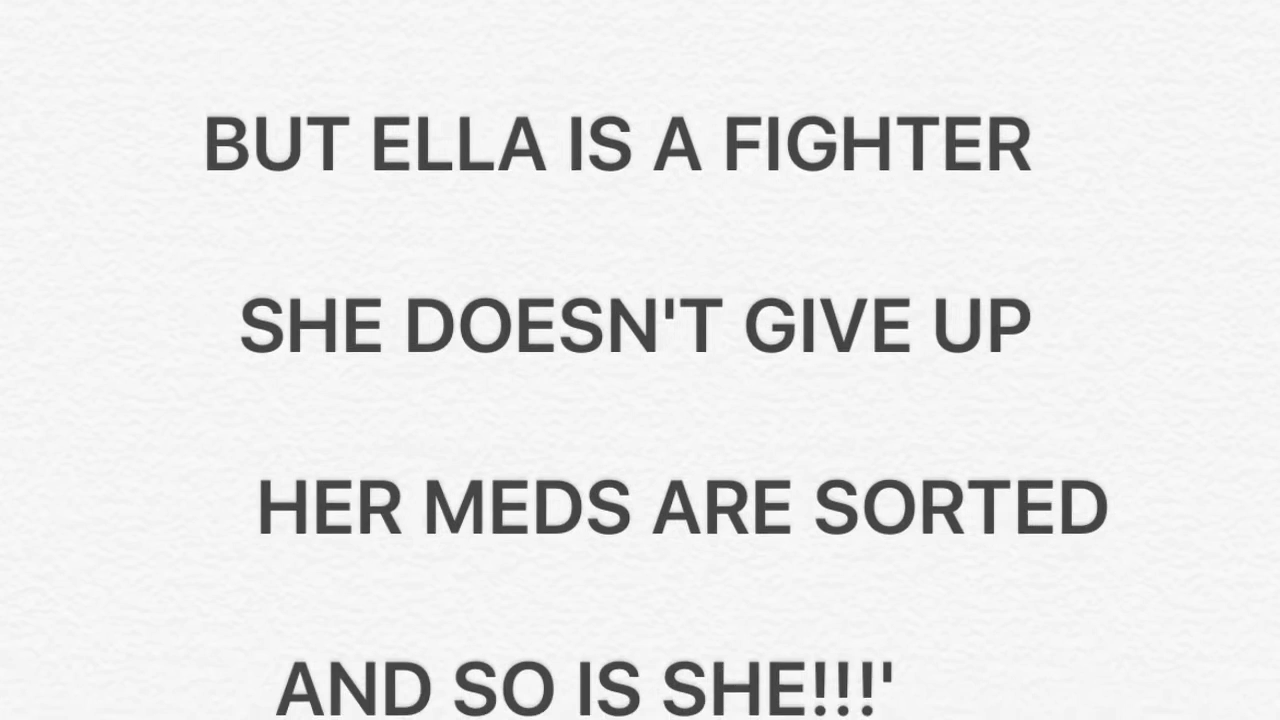 BUT ELLA IS A FIGHTER
SHE DOESN'T GIVE UP
HER MEDS ARE SORTED
AND SO IS SHE!!!'